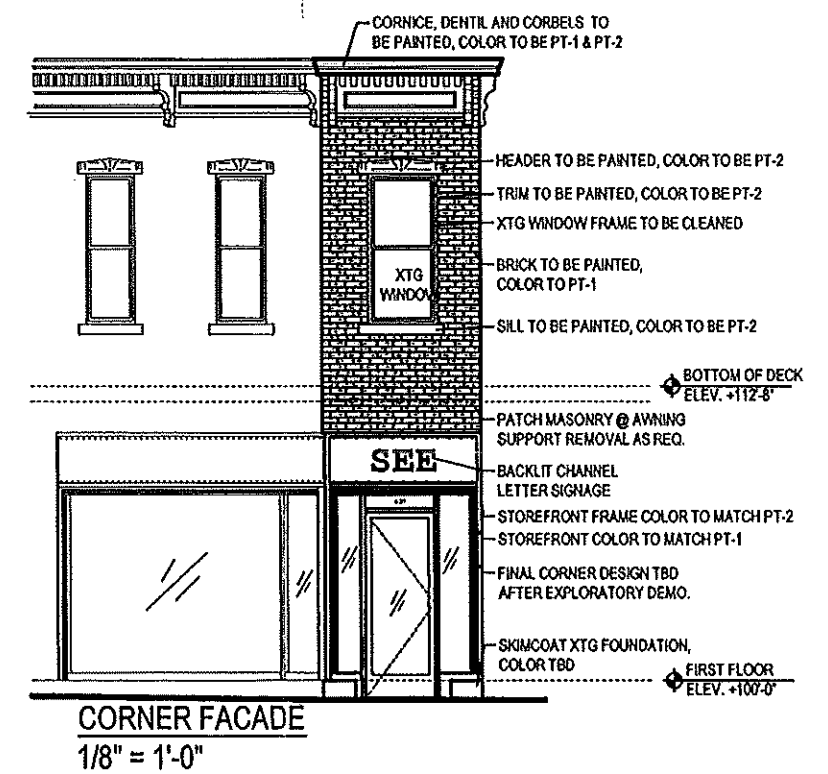 CORNICE, DENTIL AND CORBELS TO
BE PAINTED, COLOR TO BE PT-1 & PT-2
HEADER TO BE PAINTED, COLOR TO BE PT-2
TRIM TO BE PAINTED, COLOR TO BE PT-2
XTG WINDOW FRAME TO BE CLEANED
BRICK TO BE PAINTED,
COLOR TO PT-1
XTG
WINDOW
SILL TO BE PAINTED, COLOR TO BE PT-2
BOTTOM OF DECK
ELEV. +112'-8"
PATCH MASONRY @ AWNING
SUPPORT REMOVAL AS REQ.
SEE
BACKLIT CHANNEL
LETTER SIGNAGE
STOREFRONT FRAME COLOR TO MATCH PT-2
STOREFRONT COLOR TO MATCH PT-1
FINAL CORNER DESIGN TBD
AFTER EXPLORATORY DEMO.
SKIMCOAT XTG FOUNDATION,
COLOR TBD
FIRST FLOOR
ELEV. +100'-0"
CORNER FACADE
1/8" = 1'-0"